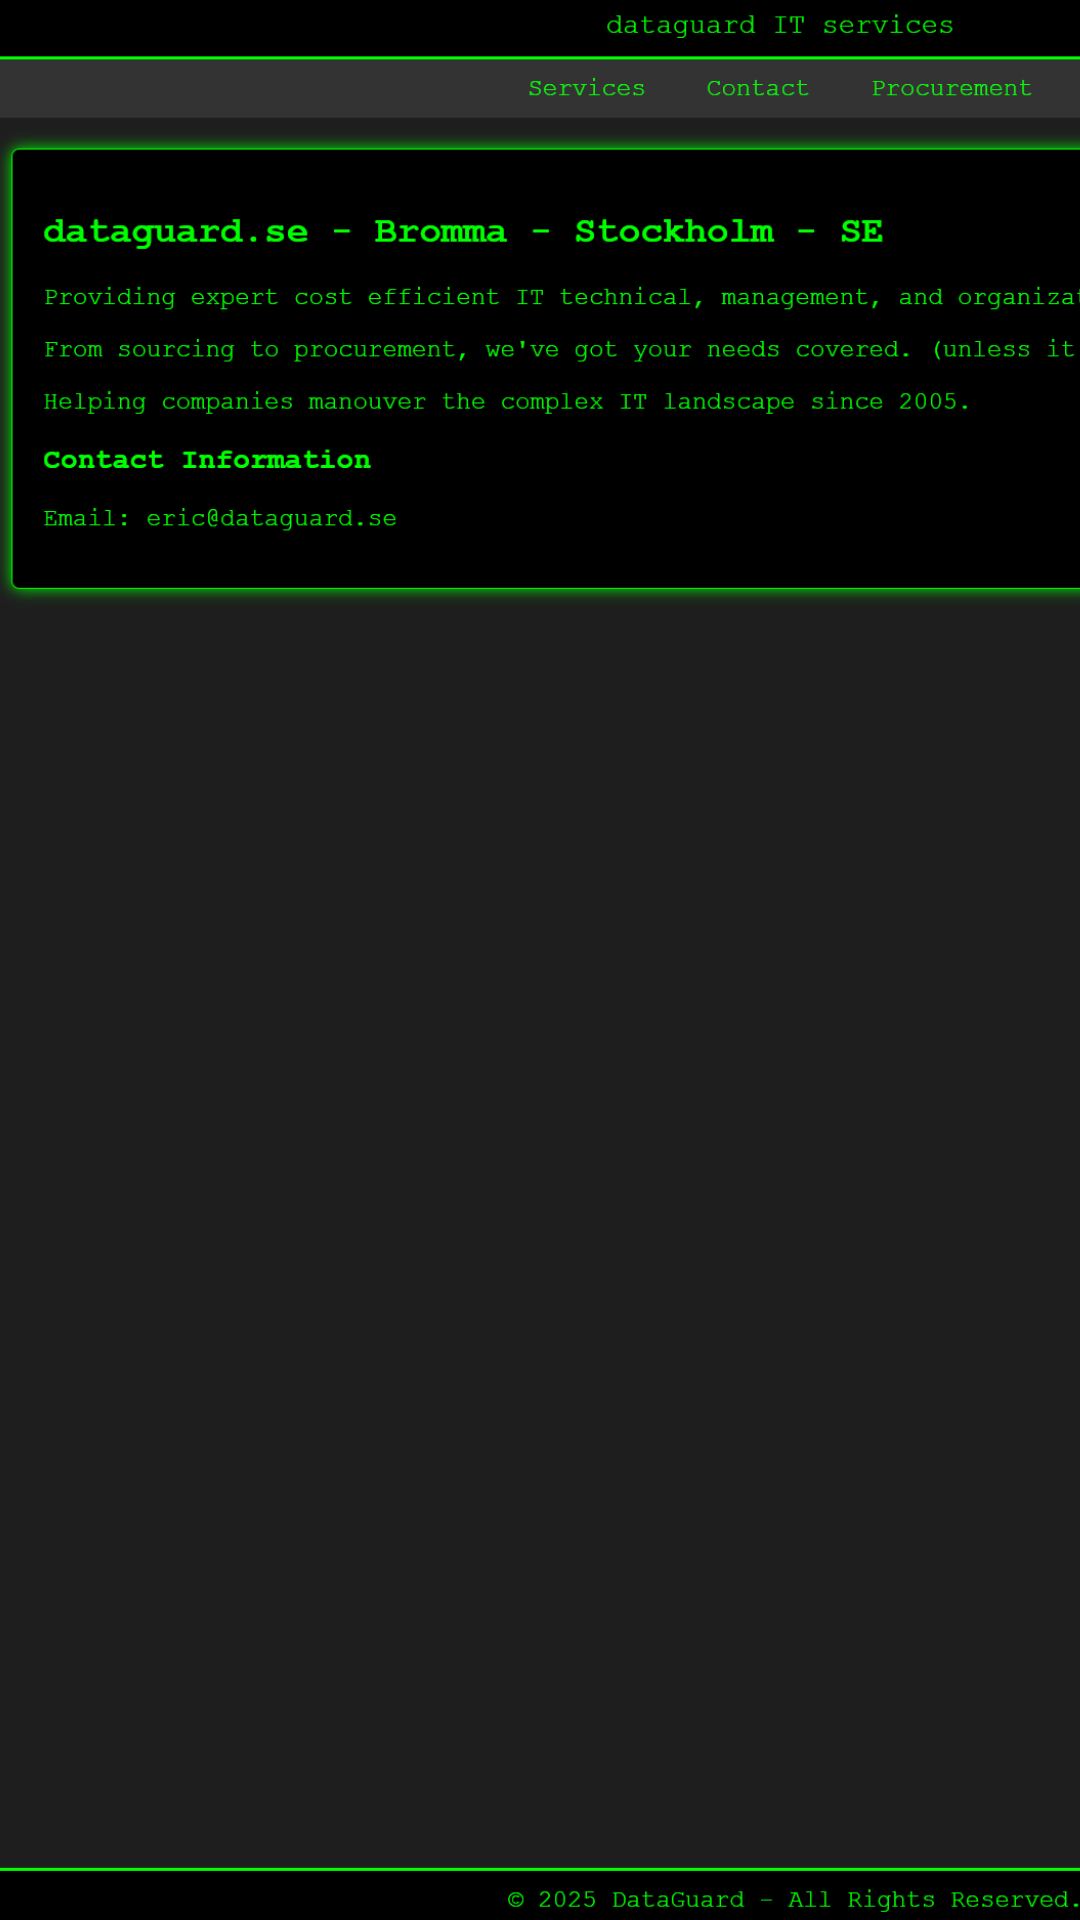 dataguard IT services
Services Contact Procurement
dataguard.se - Bromma - Stockholm - SE
Providing expert cost efficient IT technical, management, and
From sourcing to procurement, we've got your needs covered. (unless it
Helping companies manouver the complex IT landscape since 2005.
Contact Information
Email: eric@dataguard.se
© 2025 DataGuard - All Rights Reserved.